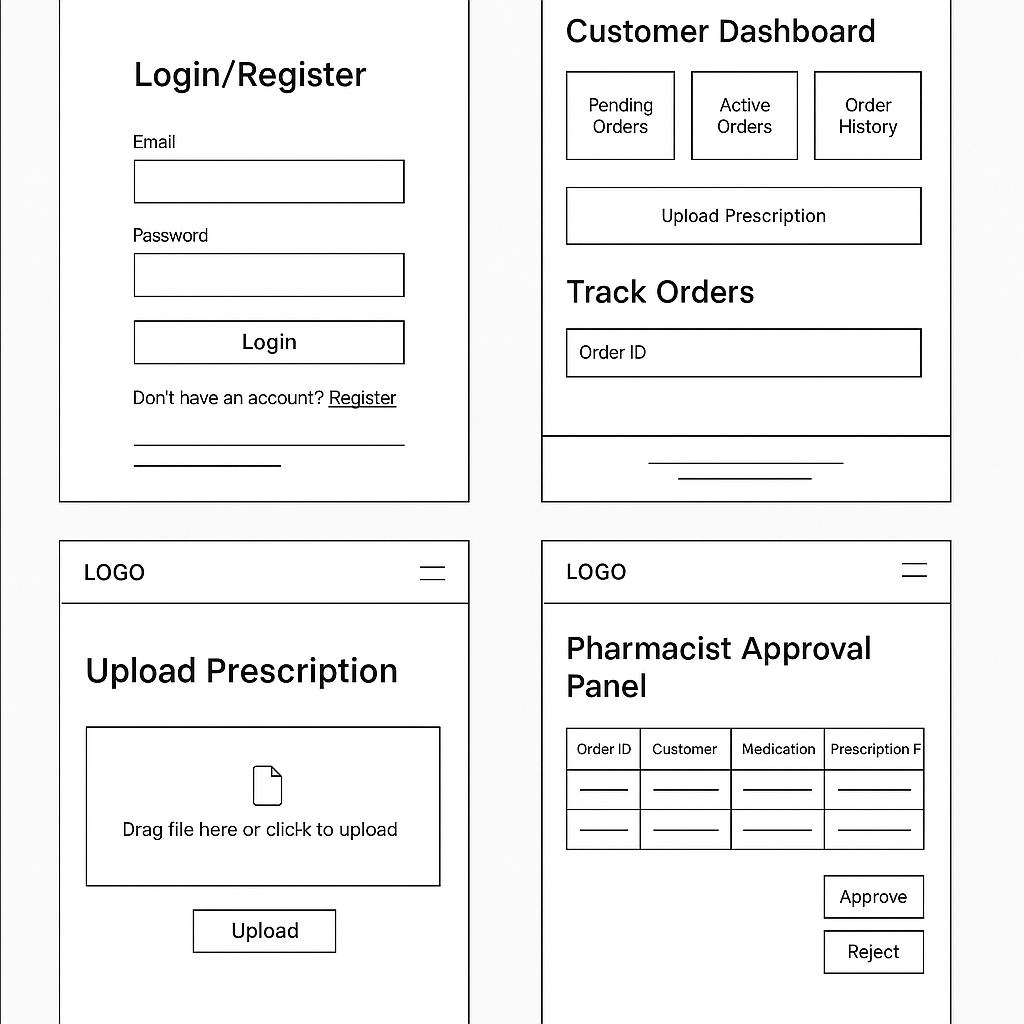 Login/Register
Email
Password
Login
Don't have an account? Register
Customer Dashboard
Pending
Orders
Active
Orders
Order
History
Upload Prescription
Track Orders
Order ID
LOGO
Upload Prescription
Drag file here or click to upload
Upload
LOGO
Pharmacist Approval
Panel
Order ID Customer Medication Prescription F
Approve
Reject